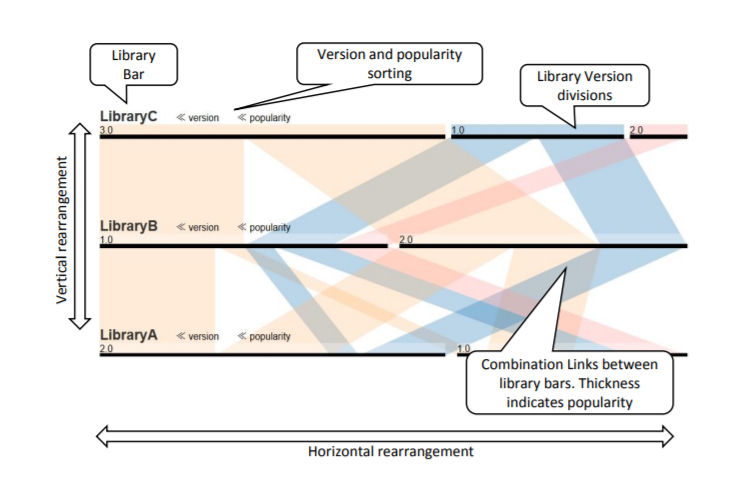 Library
Bar
Version and popularity
sorting
Library Version
divisions
LibraryC ≪ version ≪ popularity
3.0 1.0 2.0
Vertical rearrangement
LibraryB ≪ version ≪ popularity
1.0 2.0
LibraryA ≪ version ≪ popularity
2.0 1.0
Combination Links between
library bars. Thickness
indicates popularity
Horizontal rearrangement